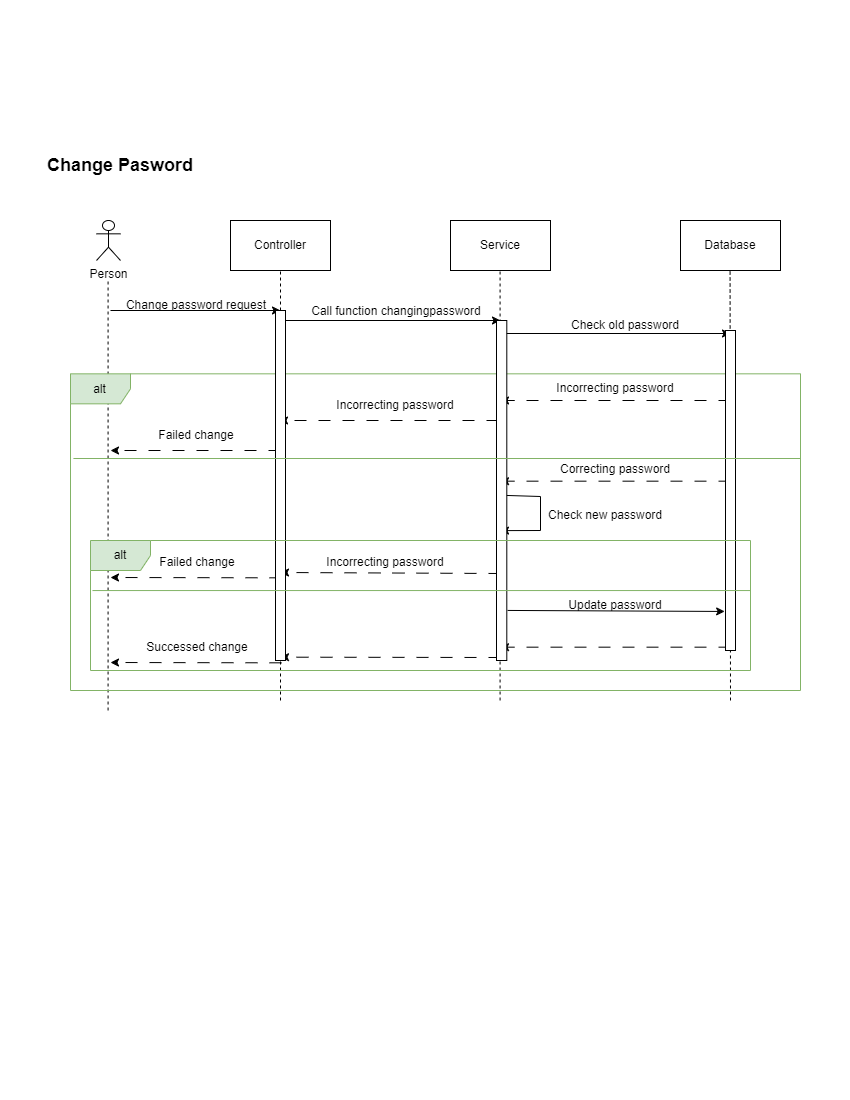 Change Pasword
Person
Controller
Service
Database
Change password request
Call function changingpassword
Check old password
alt
Incorrecting password
Incorrecting password
Failed change
Correcting password
Check new password
alt
Failed change
Incorrecting password
Update password
Successed change